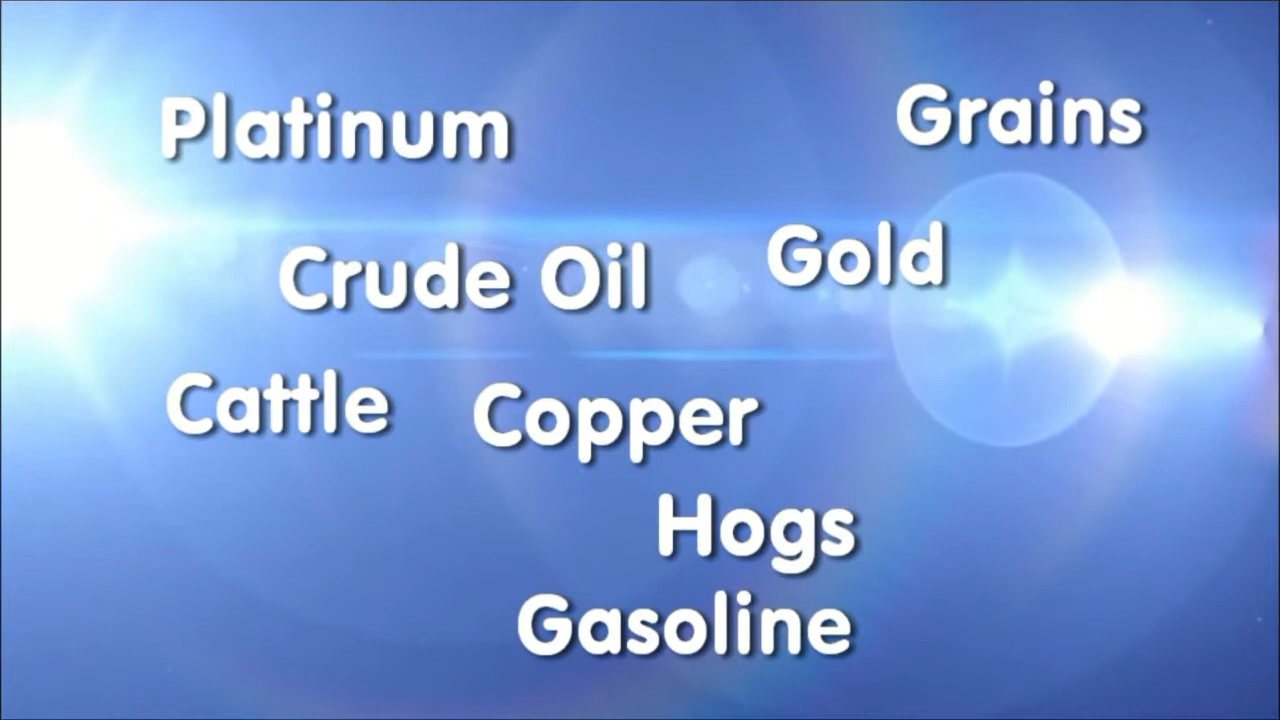 Platinum
Grains
Crude Oil
Gold
Cattle
Copper
Hogs
Gasoline